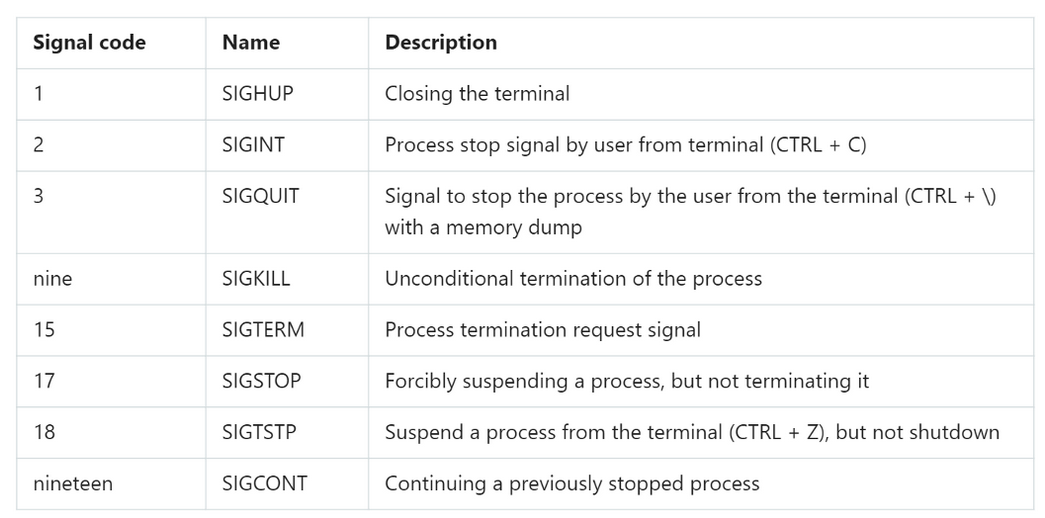 Signal code Name Description
1 SIGHUP Closing the terminal
2 SIGINT Process stop signal by user from terminal (CTRL + C)
3 SIGQUIT Signal to stop the process by the user from the terminal (CTRL + \)
with a memory dump
nine SIGKILL Unconditional termination of the process
15 SIGTERM Process termination request signal
17 SIGSTOP Forcibly suspending a process, but not terminating it
18 SIGTSTP Suspend a process from the terminal (CTRL + Z), but not shutdown
nineteen SIGCONT Continuing a previously stopped process